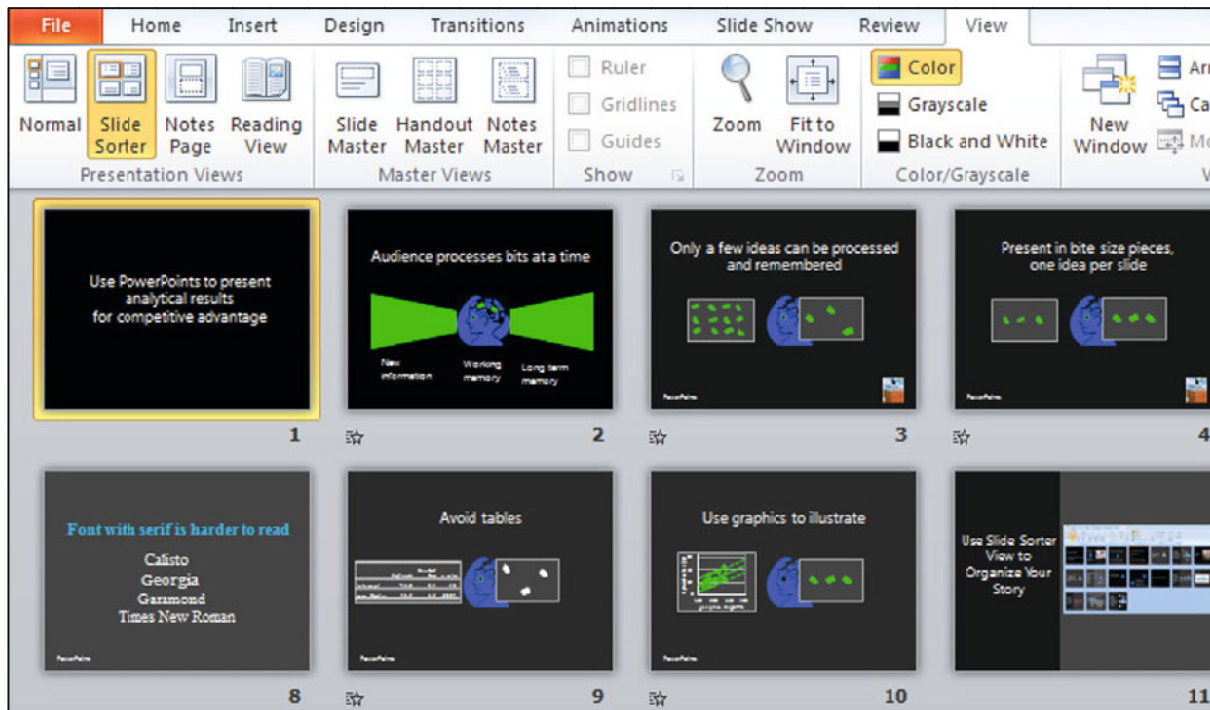 File Home Insert Design Transitions Animations Slide Show Review View
Normal Slide Sorter Notes Page Reading View
Presentation Views
Slide Master Handout Master Notes Master
Master Views
Ruler
Gridlines
Guides
Show
Zoom Fit to Window
Zoom
Color
Grayscale
Black and White
Color/Grayscale
New Window
Use PowerPoints to present
analytical results
for competitive advantage
1
Audience processes bits at a time
New information
Working memory
Long term memory
2
Only a few ideas can be processed
and remembered
PowerPoints
3
Present in bite size pieces,
one idea per slide
PowerPoints
4
Font with serif is harder to read
Calisto
Georgia
Garamond
Times New Roman
PowerPoints
8
Avoid tables
PowerPoints
9
Use graphics to illustrate
PowerPoints
10
Use Slide Sorter
View to
Organize Your
Story
11